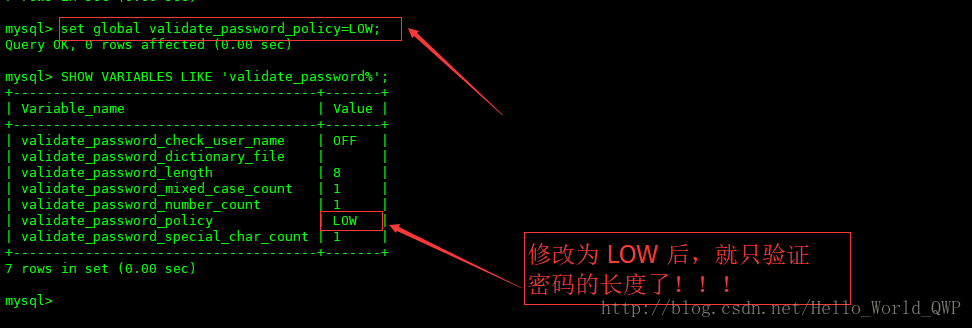 mysql> set global validate_password_policy=LOW;
Query OK, 0 rows affected (0.00 sec)
mysql> SHOW VARIABLES LIKE 'validate_password%';
+--------------------------------------+-------+
| Variable_name                        | Value |
+--------------------------------------+-------+
| validate_password_check_user_name    | OFF   |
| validate_password_dictionary_file    |       |
| validate_password_length             | 8     |
| validate_password_mixed_case_count   | 1     |
| validate_password_number_count       | 1     |
| validate_password_policy             | LOW   |
| validate_password_special_char_count | 1     |
+--------------------------------------+-------+
7 rows in set (0.00 sec)
mysql>
修改为 LOW 后，就只验证
密码的长度了！！！
http://blog.csdn.net/Hello_World_QWP